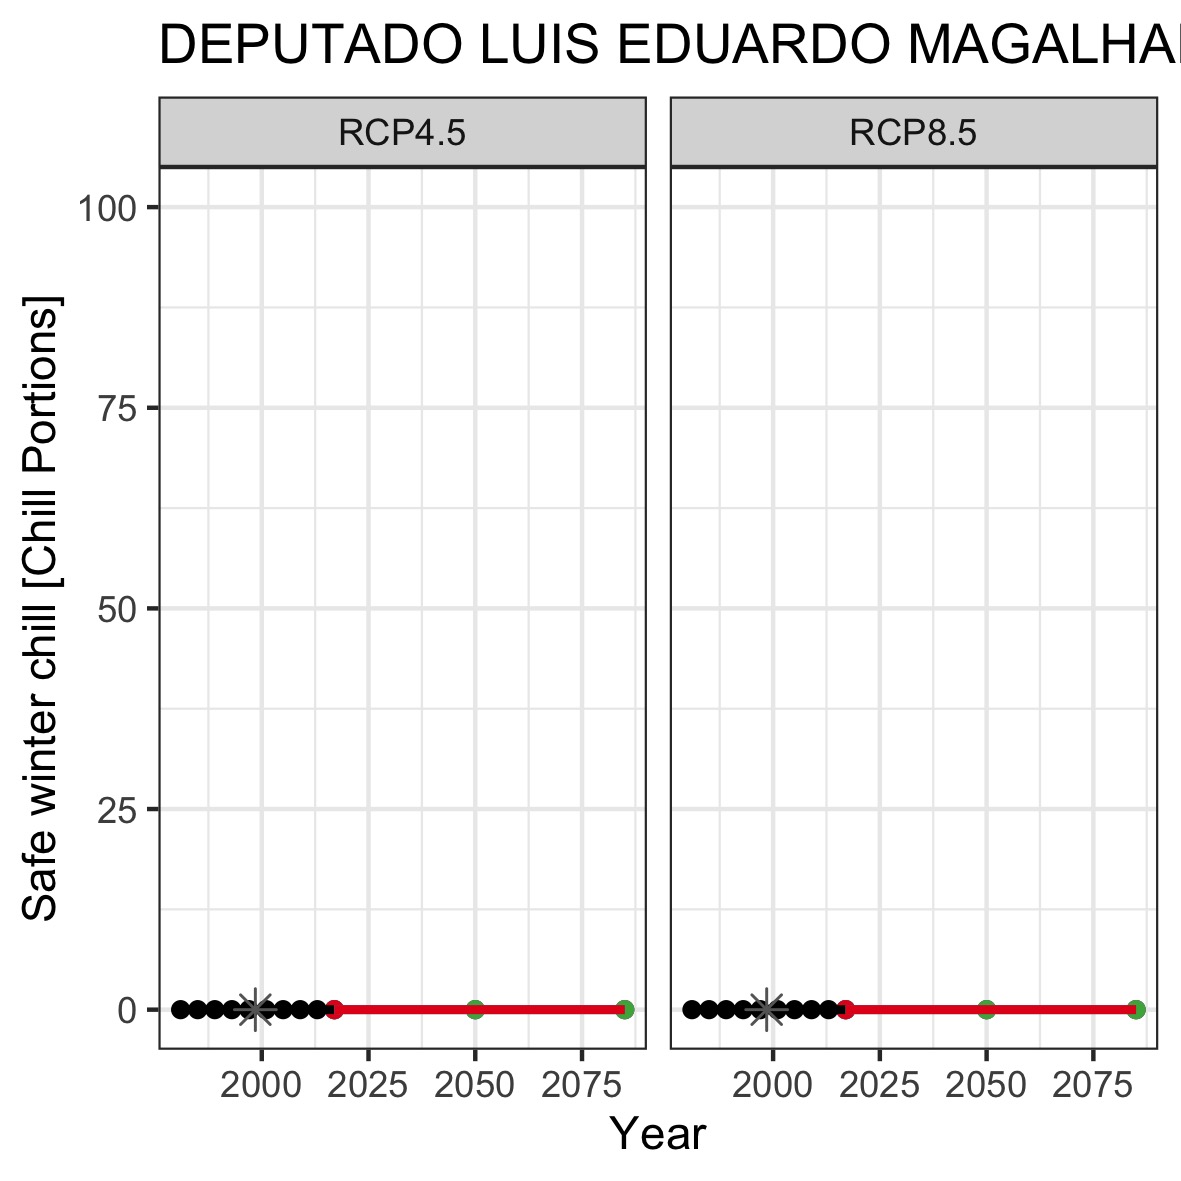 DEPUTADO LUIS EDUARDO MAGALHA
RCP4.5
RCP8.5
Safe winter chill [Chill Portions]
100
75
50
25
0
2000 2025 2050 2075
2000 2025 2050 2075
Year